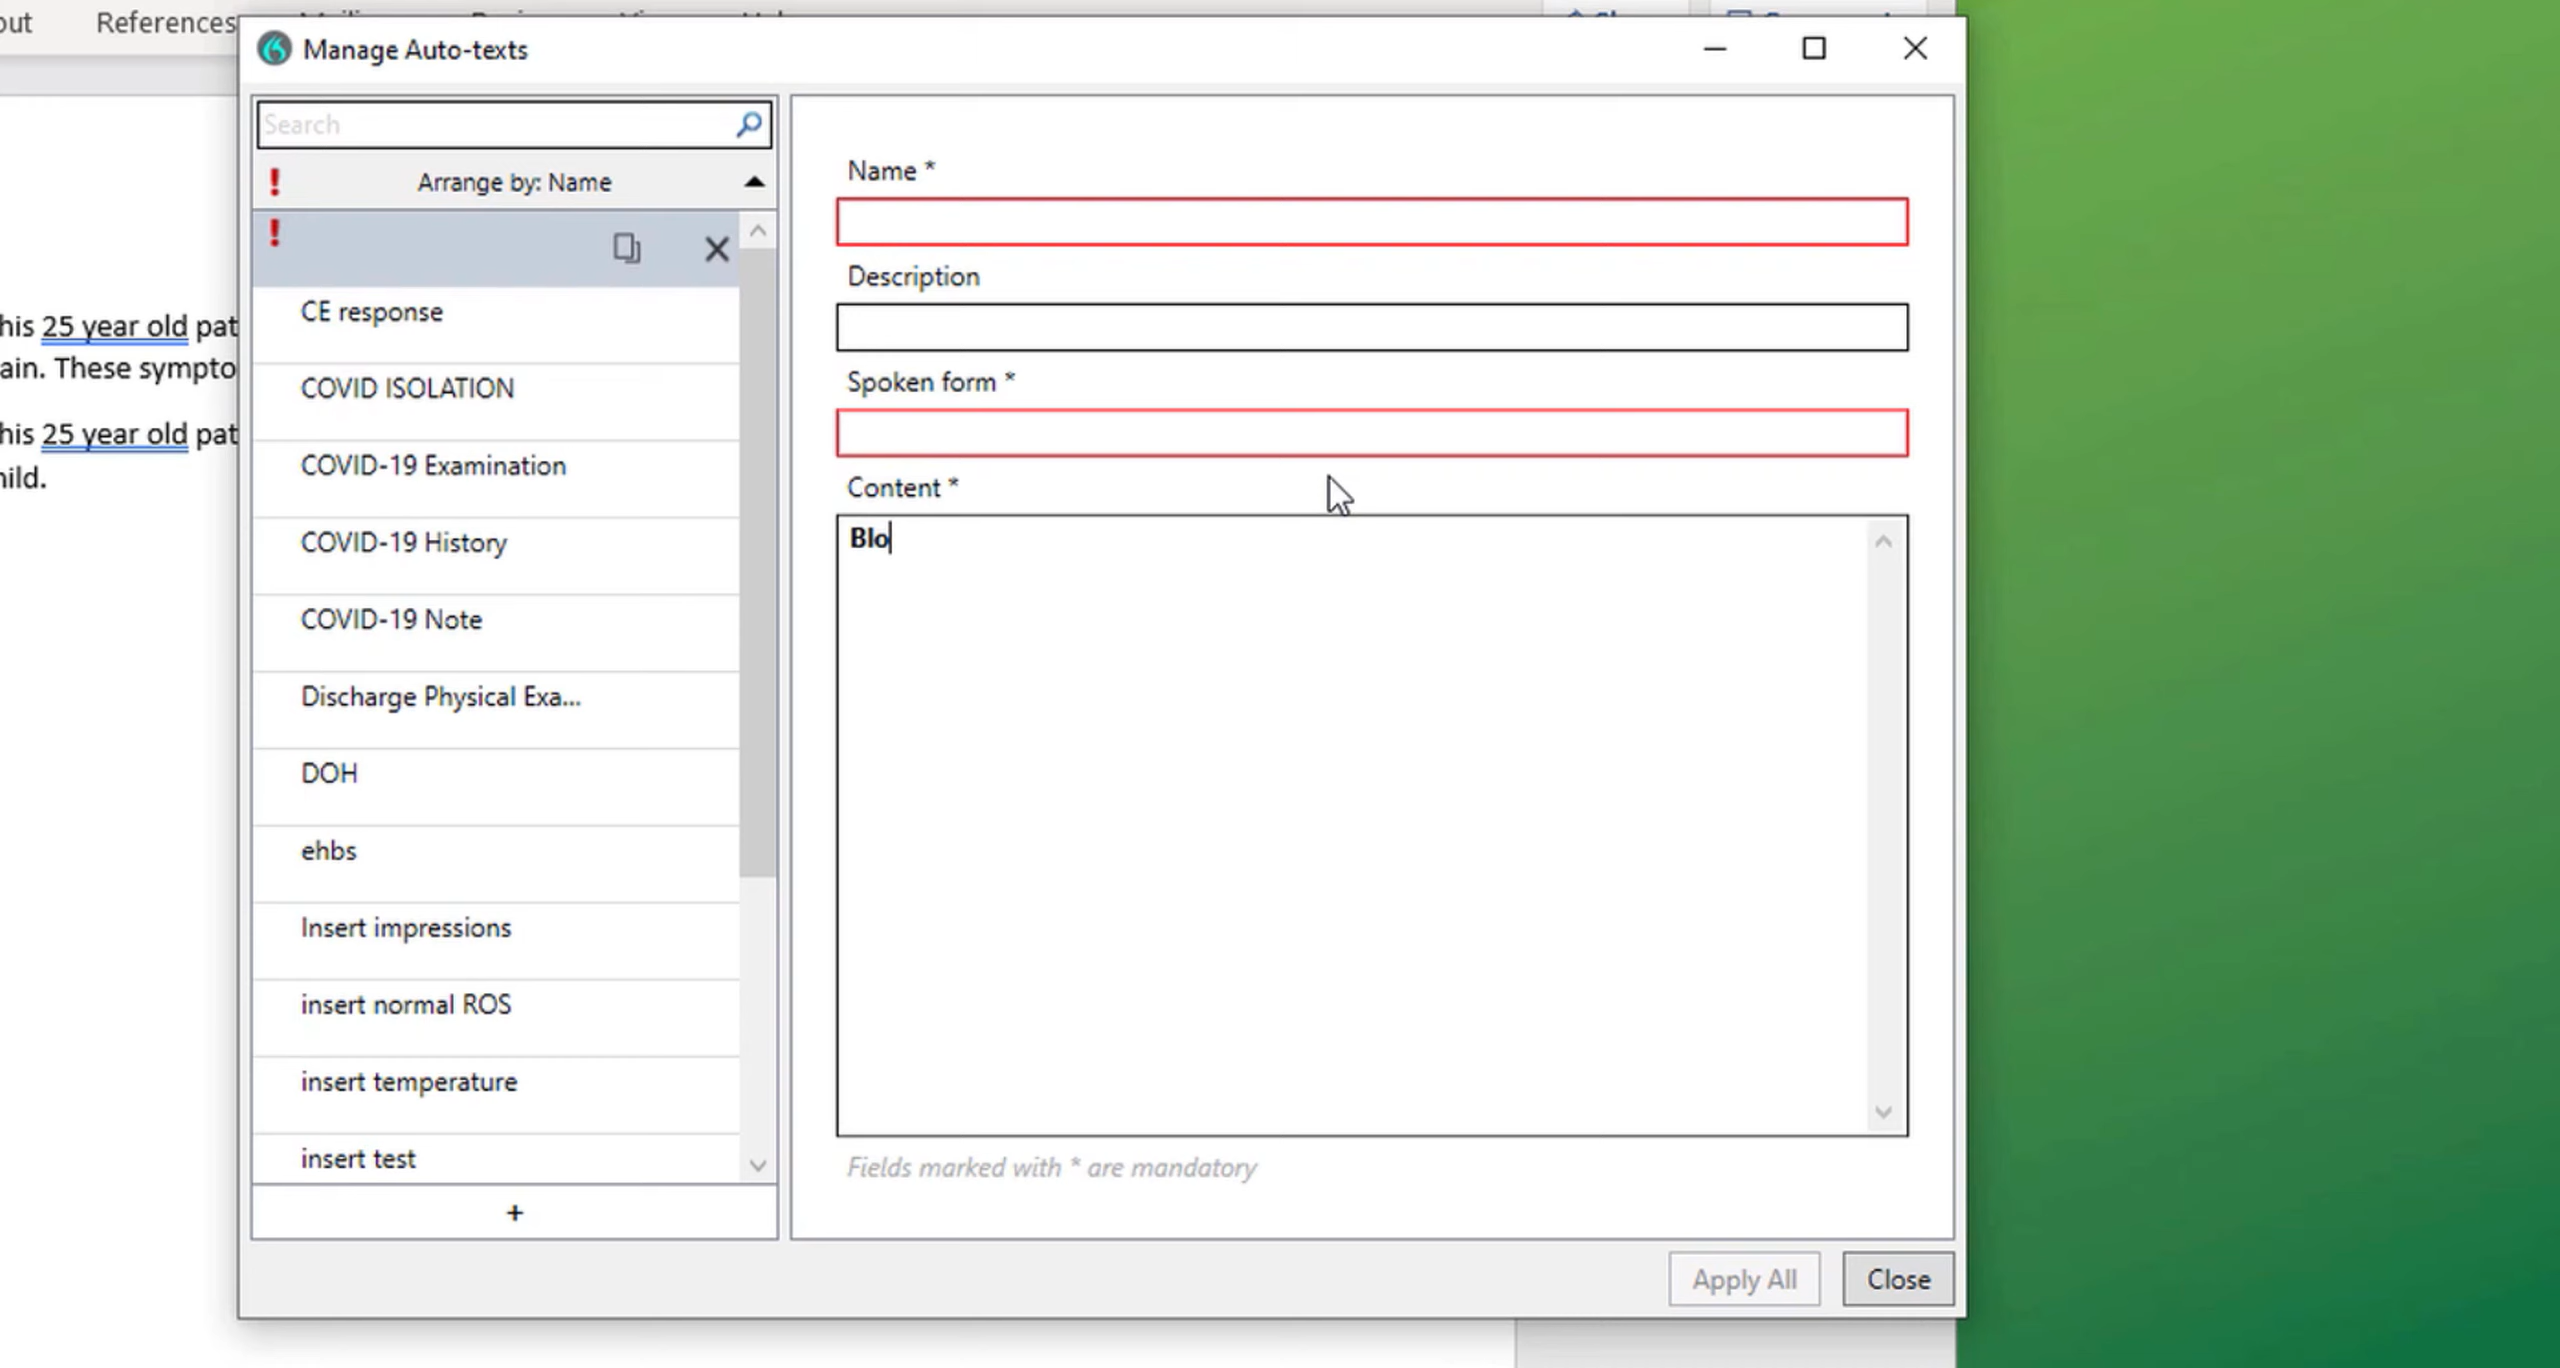 out References
Manage Auto-texts
Search
! Arrange by: Name
!
CE response
COVID ISOLATION
COVID-19 Examination
COVID-19 History
COVID-19 Note
Discharge Physical Exa...
DOH
ehbs
Insert impressions
insert normal ROS
insert temperature
insert test
+
Name *
Description
Spoken form *
Content *
Blo
Fields marked with * are mandatory
Apply All Close
his 25 year old pat
ain. These sympto
his 25 year old pat
hild.